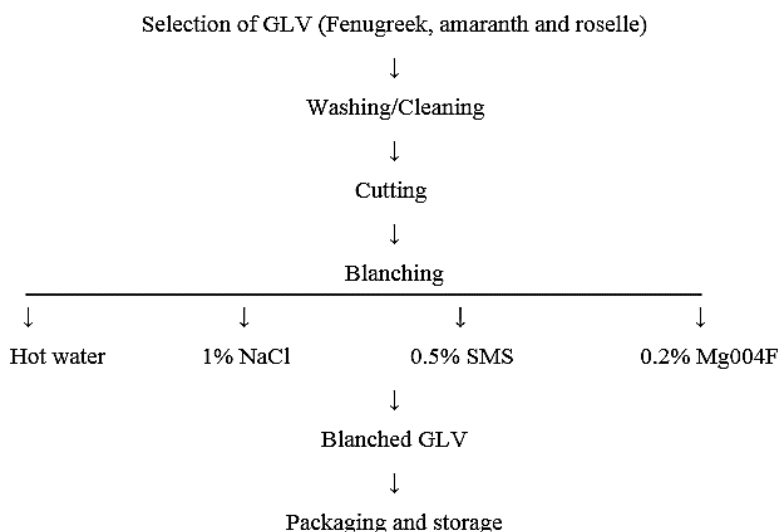 Selection of GLV (Fenugreek, amaranth and roselle)
↓
Washing/Cleaning
↓
Cutting
↓
Blanching
↓ ↓ ↓ ↓
Hot water 1% NaCl 0.5% SMS 0.2% Mg004F
↓
Blanched GLV
↓
Packaging and storage